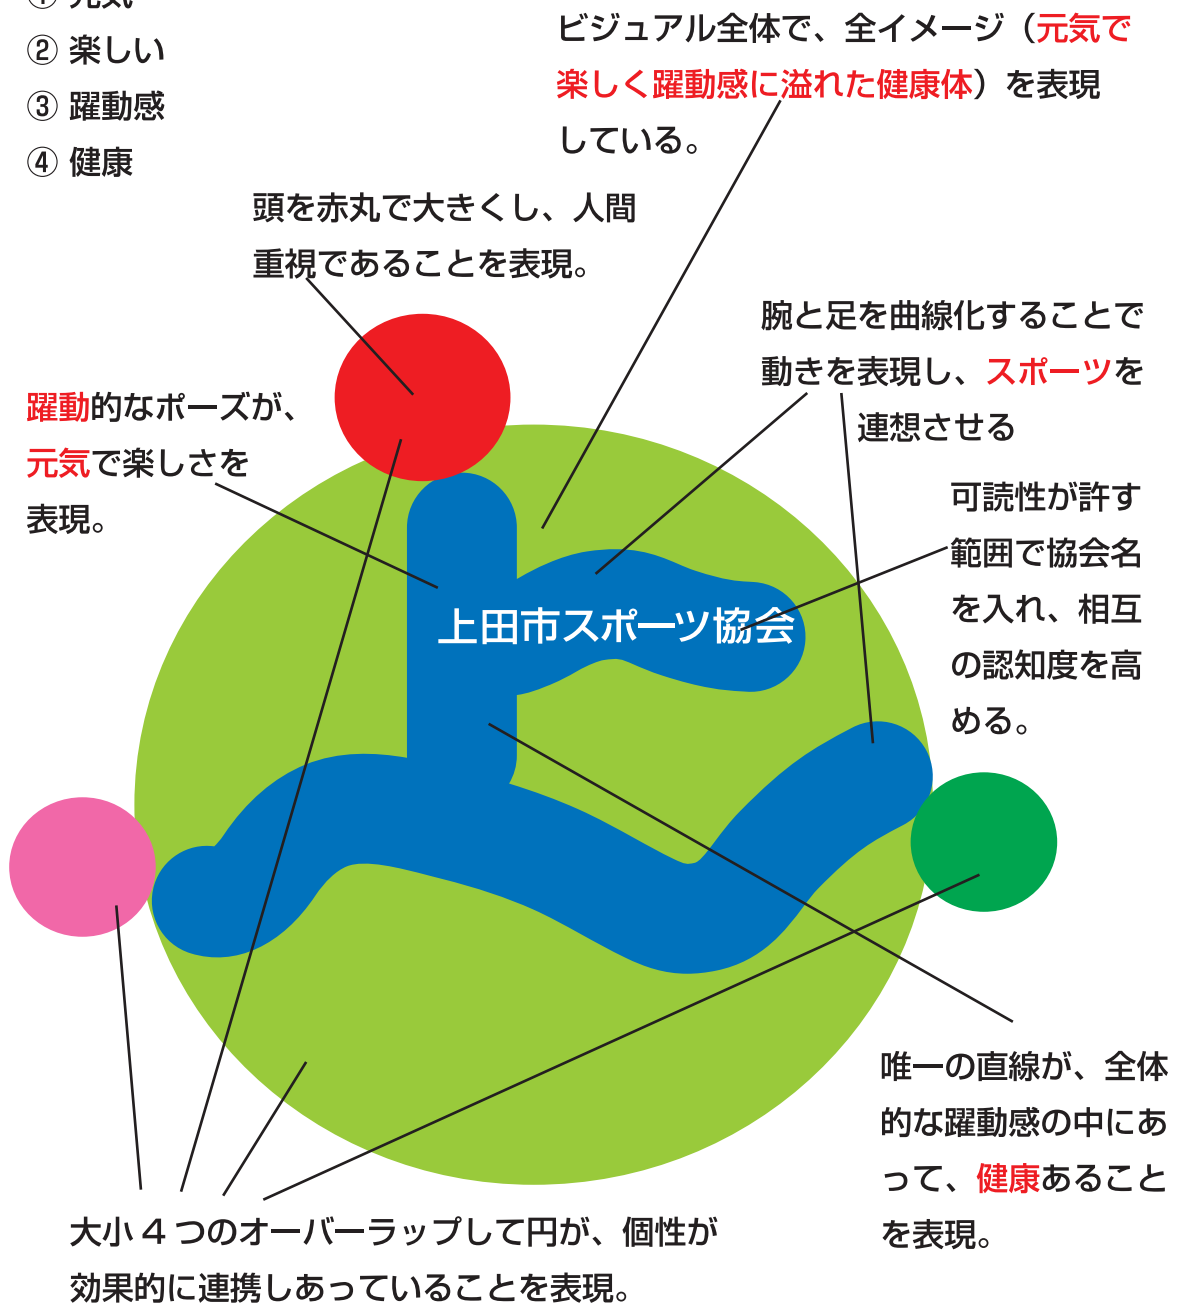 ① 元気
② 楽しい
③ 躍動感
④ 健康
ビジュアル全体で、全イメージ（元気で
楽しく躍動感に溢れた健康体）を表現
している。
頭を赤丸で大きくし、人間
重視であることを表現。
腕と足を曲線化することで
動きを表現し、スポーツを
連想させる
躍動的なポーズが、
元気で楽しさを
表現。
可読性が許す
範囲で協会名
を入れ、相互
の認知度を高
める。
上田市スポーツ協会
唯一の直線が、全体
的な躍動感の中にあ
って、健康あること
を表現。
大小４つのオーバーラップして円が、個性が
効果的に連携しあっていることを表現。